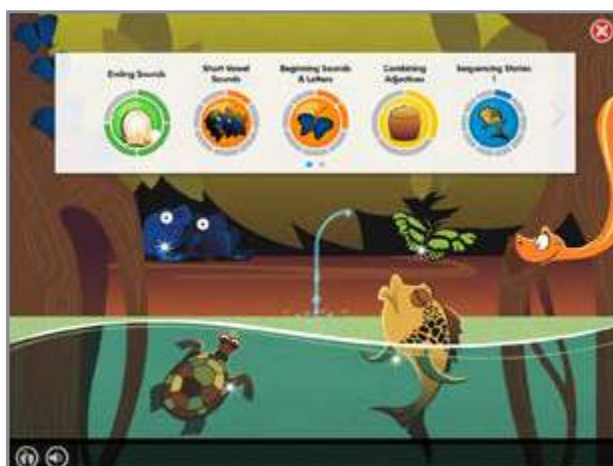 Ending Sounds
Short Vowel
Sounds
Beginning Sounds
& Letters
Combining
Adjectives
Sequencing Stories
1